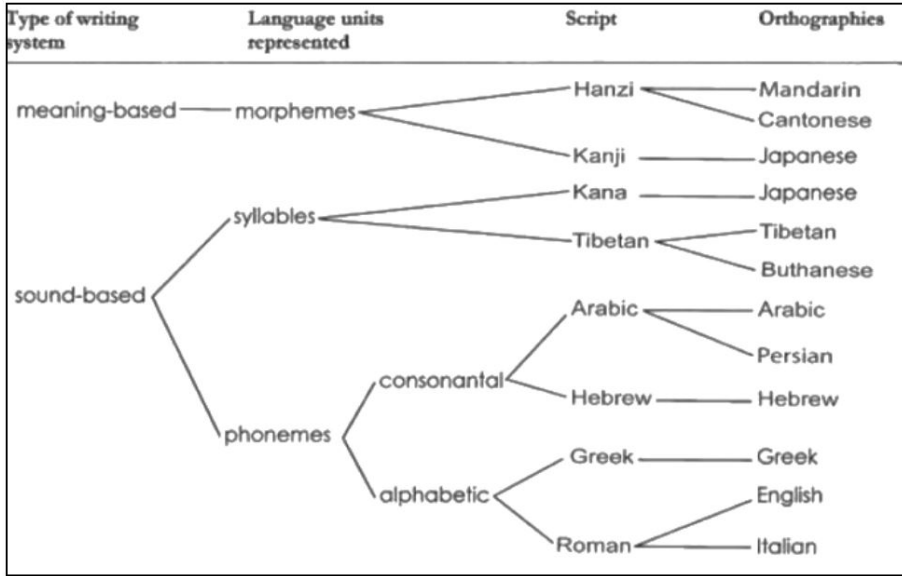 Type of writing system
Language units represented
Script
Orthographies
meaning-based
morphemes
Hanzi
Mandarin
Cantonese
Kanji
Japanese
sound-based
syllables
Kana
Japanese
Tibetan
Tibetan
Buthanese
phonemes
consonantal
Arabic
Arabic
Persian
Hebrew
Hebrew
alphabetic
Greek
Greek
Roman
English
Italian